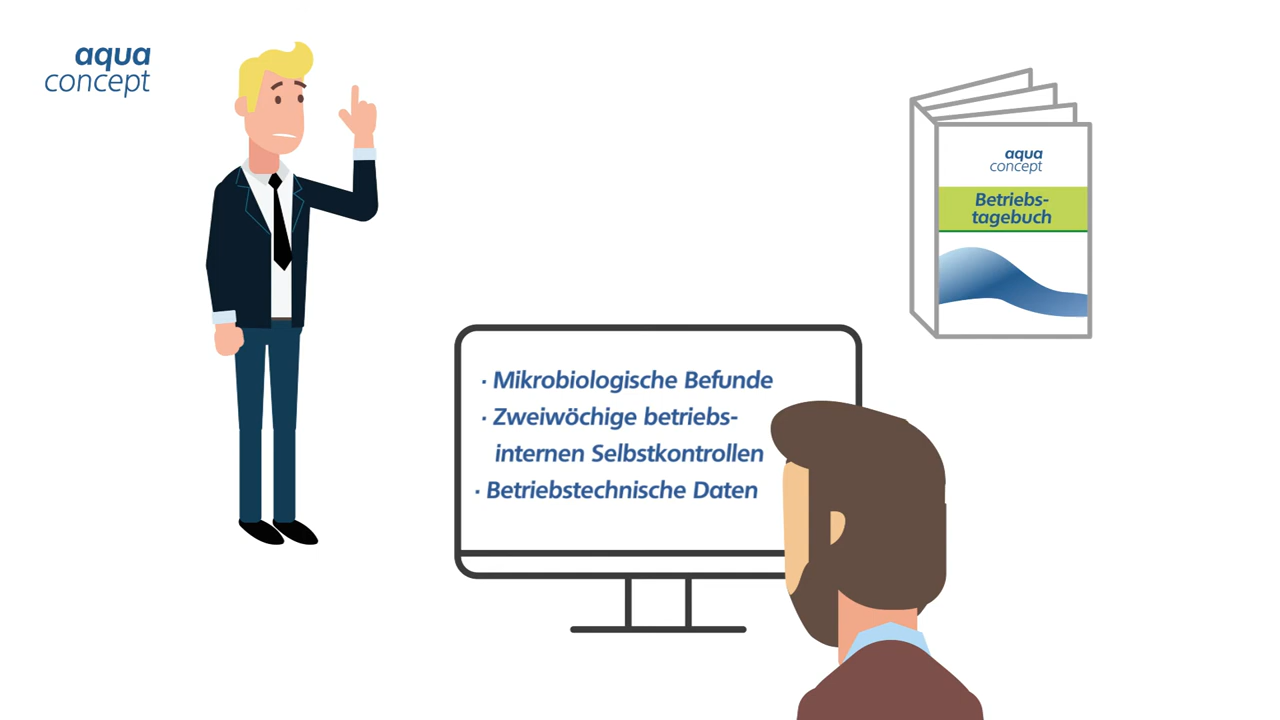 aqua
concept
aqua
concept
Betriebs-
tagebuch
· Mikrobiologische Befunde
· Zweiwöchige betriebs-
internen Selbstkontrollen
· Betriebstechnische Daten